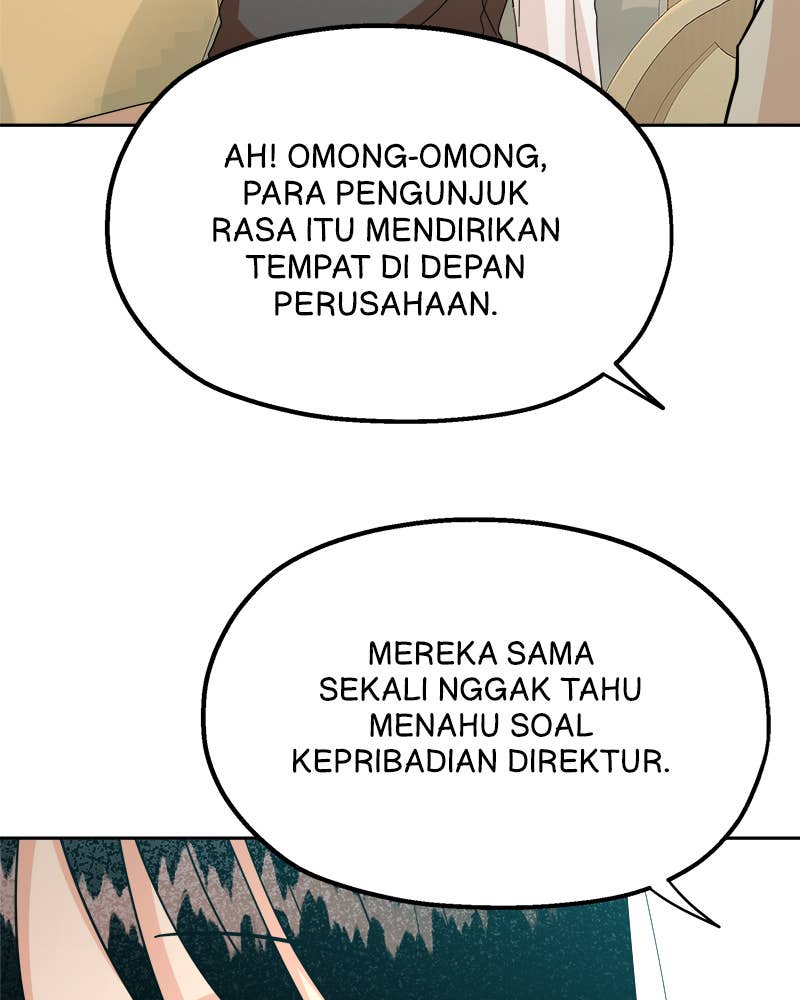 AH! OMONG-OMONG,
PARA PENGUNJUK
RASA ITU MENDIRIKAN
TEMPAT DI DEPAN
PERUSAHAAN.
MEREKA SAMA
SEKALI NGGAK TAHU
MENAHU SOAL
KEPRIBADIAN DIREKTUR.